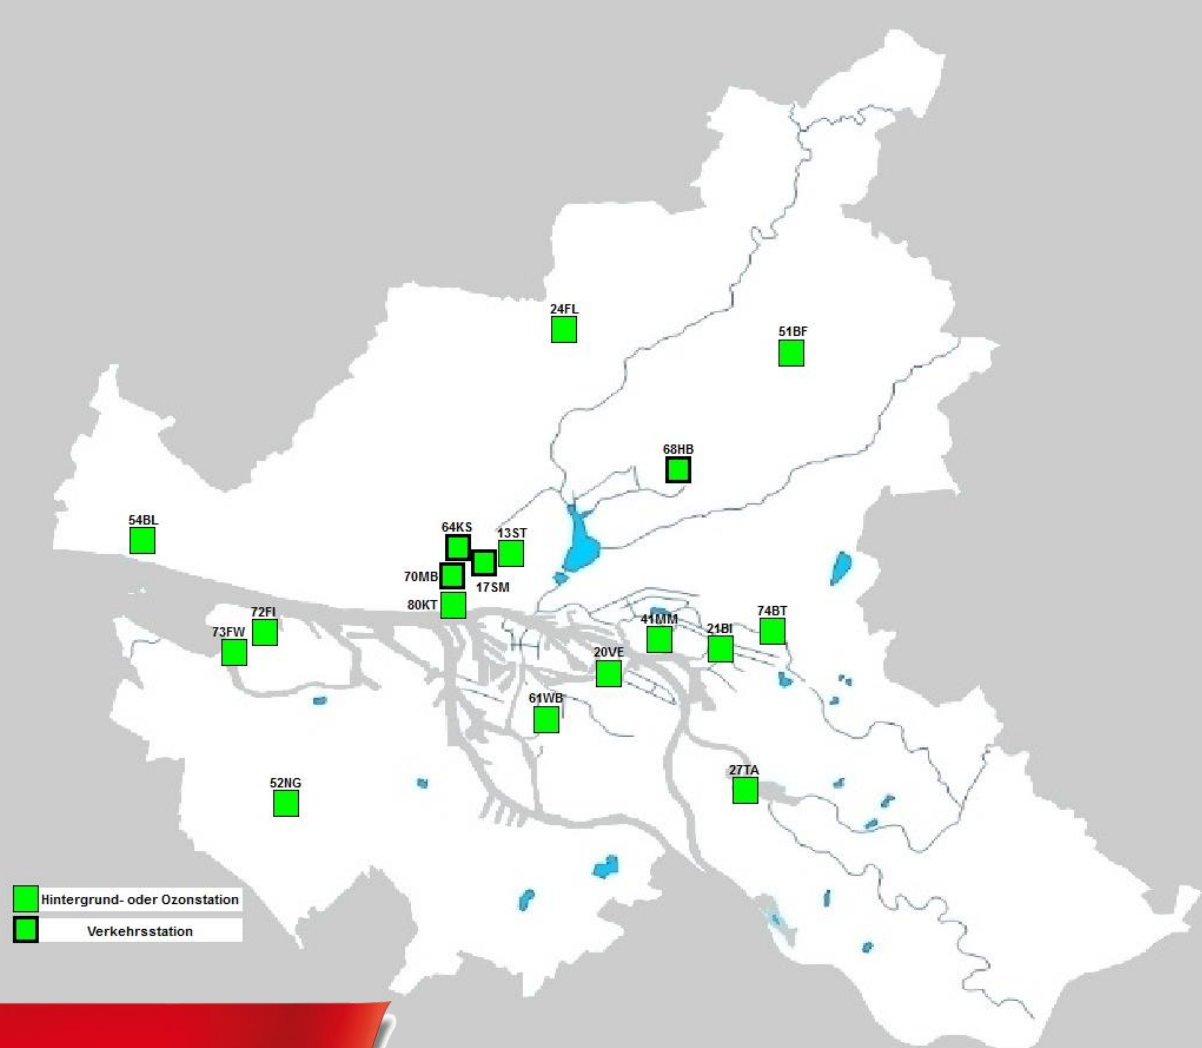 24FL
51BF
68HB
54BL
64KS
13ST
70MB
17SM
80KT
72FI
73FW
41MM
21BI
74BT
20VE
61WB
27TA
52NG
Hintergrund- oder Ozonstation
Verkehrsstation